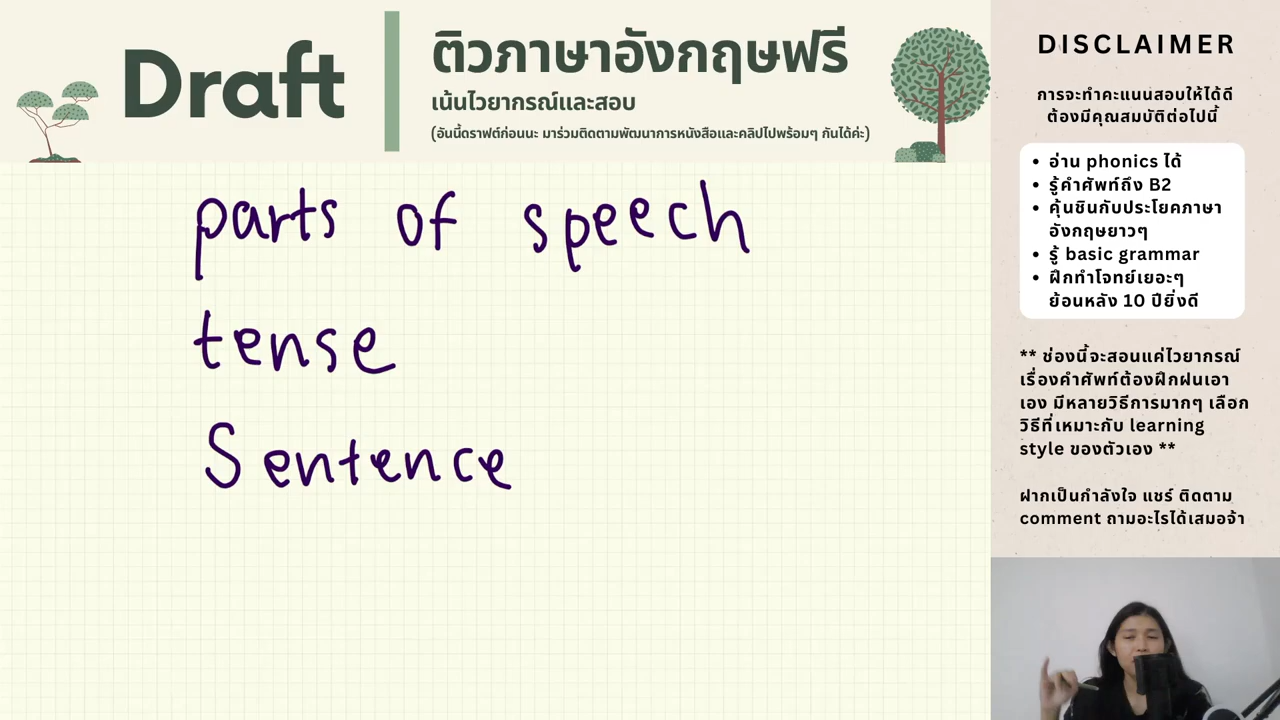 Draft
ติวภาษาอังกฤษฟรี
เน้นไวยากรณ์และสอบ
(อันนี้ดราฟต์ก่อนนะ มาร่วมติดตามพัฒนาการหนังสือและคลิปไปพร้อมๆ กันได้ค่ะ)
parts of speech
tense
Sentence
DISCLAIMER
การจะทำคะแนนสอบให้ได้ดี
ต้องมีคุณสมบัติต่อไปนี้
• อ่าน phonics ได้
• รู้คำศัพท์ถึง B2
• คุ้นชินกับประโยคภาษา
อังกฤษยาวๆ
• รู้ basic grammar
• ฝึกทำโจทย์เยอะๆ
ย้อนหลัง 10 ปียิ่งดี
** ช่องนี้จะสอนแค่ไวยากรณ์
เรื่องคำศัพท์ต้องฝึกฝนเอา
เอง มีหลายวิธีการมากๆ เลือก
วิธีที่เหมาะกับ learning
style ของตัวเอง **
ฝากเป็นกำลังใจ แชร์ ติดตาม
comment ถามอะไรได้เสมอจ้า